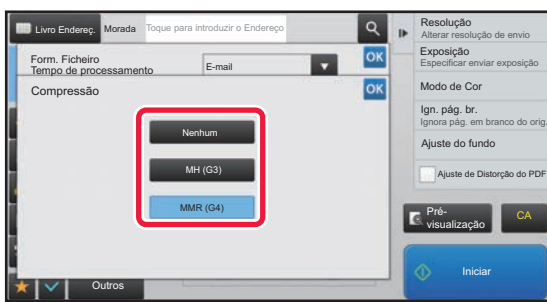 Livro Endereç. Morada Toque para introduzir o Endereço
Form. Ficheiro
Tempo de processamento
E-mail
OK
Compressão
OK
Nenhum
MH (G3)
MMR (G4)
Outros
Resolução
Alterar resolução de envio
Exposição
Especificar enviar exposição
Modo de Cor
Ign. pág. br.
Ignora pág. em branco do orig.
Ajuste do fundo
Ajuste de Distorção do PDF
Pré-
visualização
CA
Iniciar